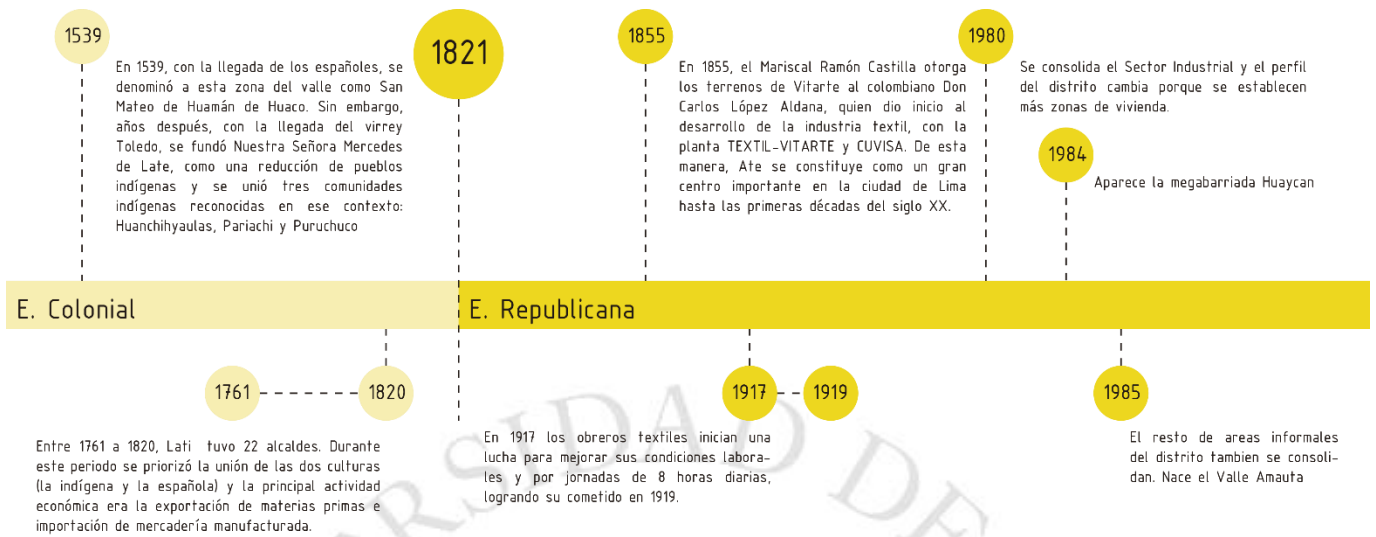 1539
En 1539, con la llegada de los españoles, se
denominó a esta zona del valle como San
Mateo de Huamán de Huaco. Sin embargo,
años después, con la llegada del virrey
Toledo, se fundó Nuestra Señora Mercedes
de Late, como una reducción de pueblos
indígenas y se unió tres comunidades
indígenas reconocidas en ese contexto:
Huanchihyaulas, Pariachi y Puruchuco
1821
1855
En 1855, el Mariscal Ramón Castilla otorga
los terrenos de Vitarte al colombiano Don
Carlos López Aldana, quien dio inicio al
desarrollo de la industria textil, con la
planta TEXTIL-VITARTE y CUVISA. De esta
manera, Ate se constituye como un gran
centro importante en la ciudad de Lima
hasta las primeras décadas del siglo XX.
1980
Se consolida el Sector Industrial y el perfil
del distrito cambia porque se establecen
más zonas de vivienda.
1984
Aparece la megabarriada Huaycan
E. Colonial
E. Republicana
1761
1820
Entre 1761 a 1820, Lati tuvo 22 alcaldes. Durante
este periodo se priorizó la unión de las dos culturas
(la indígena y la española) y la principal actividad
económica era la exportación de materias primas e
importación de mercadería manufacturada.
1917
1919
En 1917 los obreros textiles inician una
lucha para mejorar sus condiciones labora-
les y por jornadas de 8 horas diarias,
logrando su cometido en 1919.
1985
El resto de areas informales
del distrito tambien se consoli-
dan. Nace el Valle Amauta
RSIDAD DE